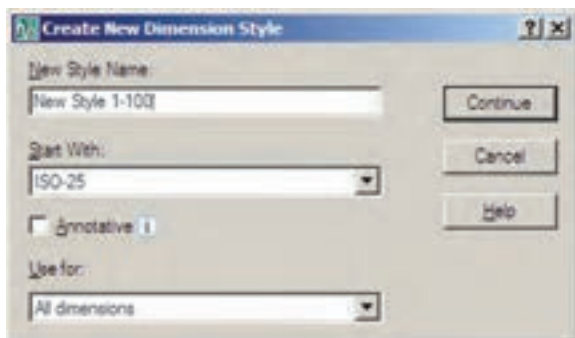 Create New Dimension Style
New Style Name:
New Style 1-100
Continue
Start With:
Cancel
ISO-25
Help
Annotative
Use for:
All dimensions